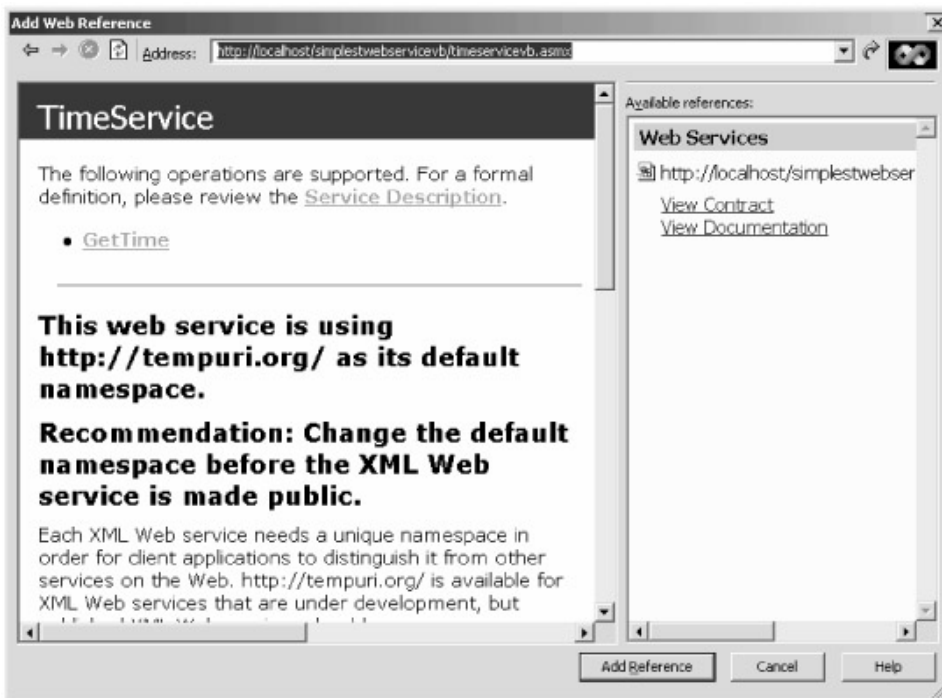 Add Web Reference
Address: http://localhost/simplestwebservicevb/timeservicevb.asmx
TimeService
The following operations are supported. For a formal
definition, please review the Service Description.
• GetTime
This web service is using
http://tempuri.org/ as its default
namespace.
Recommendation: Change the default
namespace before the XML Web
service is made public.
Each XML Web service needs a unique namespace in
order for client applications to distinguish it from other
services on the Web. http://tempuri.org/ is available for
XML Web services that are under development, but
Available references:
Web Services
http://localhost/simplestwebser
View Contract
View Documentation
Add Reference
Cancel
Help